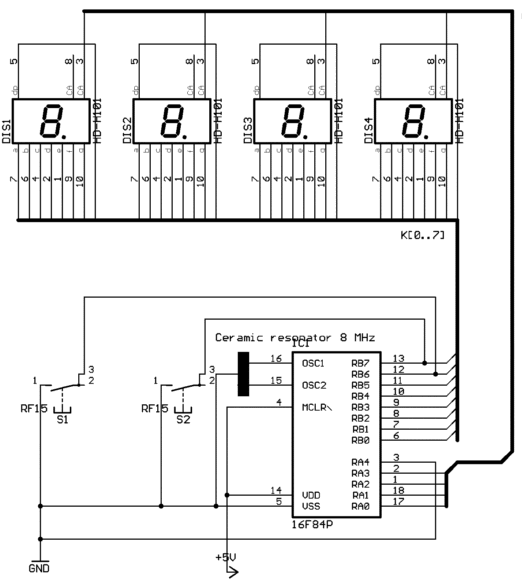 5 8 3 5 8 3 5 8 3 5 8 3
dp CA CA dp CA CA dp CA CA dp CA CA
DIS1 HD-M101 DIS2 HD-M101 DIS3 HD-M101 DIS4 HD-M101
8. 8. 8. 8.
a b c d e f g a b c d e f g a b c d e f g a b c d e f g
7 6 4 2 1 9 10 7 6 4 2 1 9 10 7 6 4 2 1 9 10 7 6 4 2 1 9 10
K[0..7]
Ceramic resonator 8 MHz
IC1
16 OSC1 RB7 13
RB6 12
15 OSC2 RB5 11
RB4 10
4 MCLR\ RB3 9
RB2 8
RB1 7
RB0 6
1 3 2 1 3 2
RF15 S1 RF15 S2
RA4 3
RA3 2
RA2 1
14 VDD RA1 18
5 VSS RA0 17
16F84P
+5V
GND